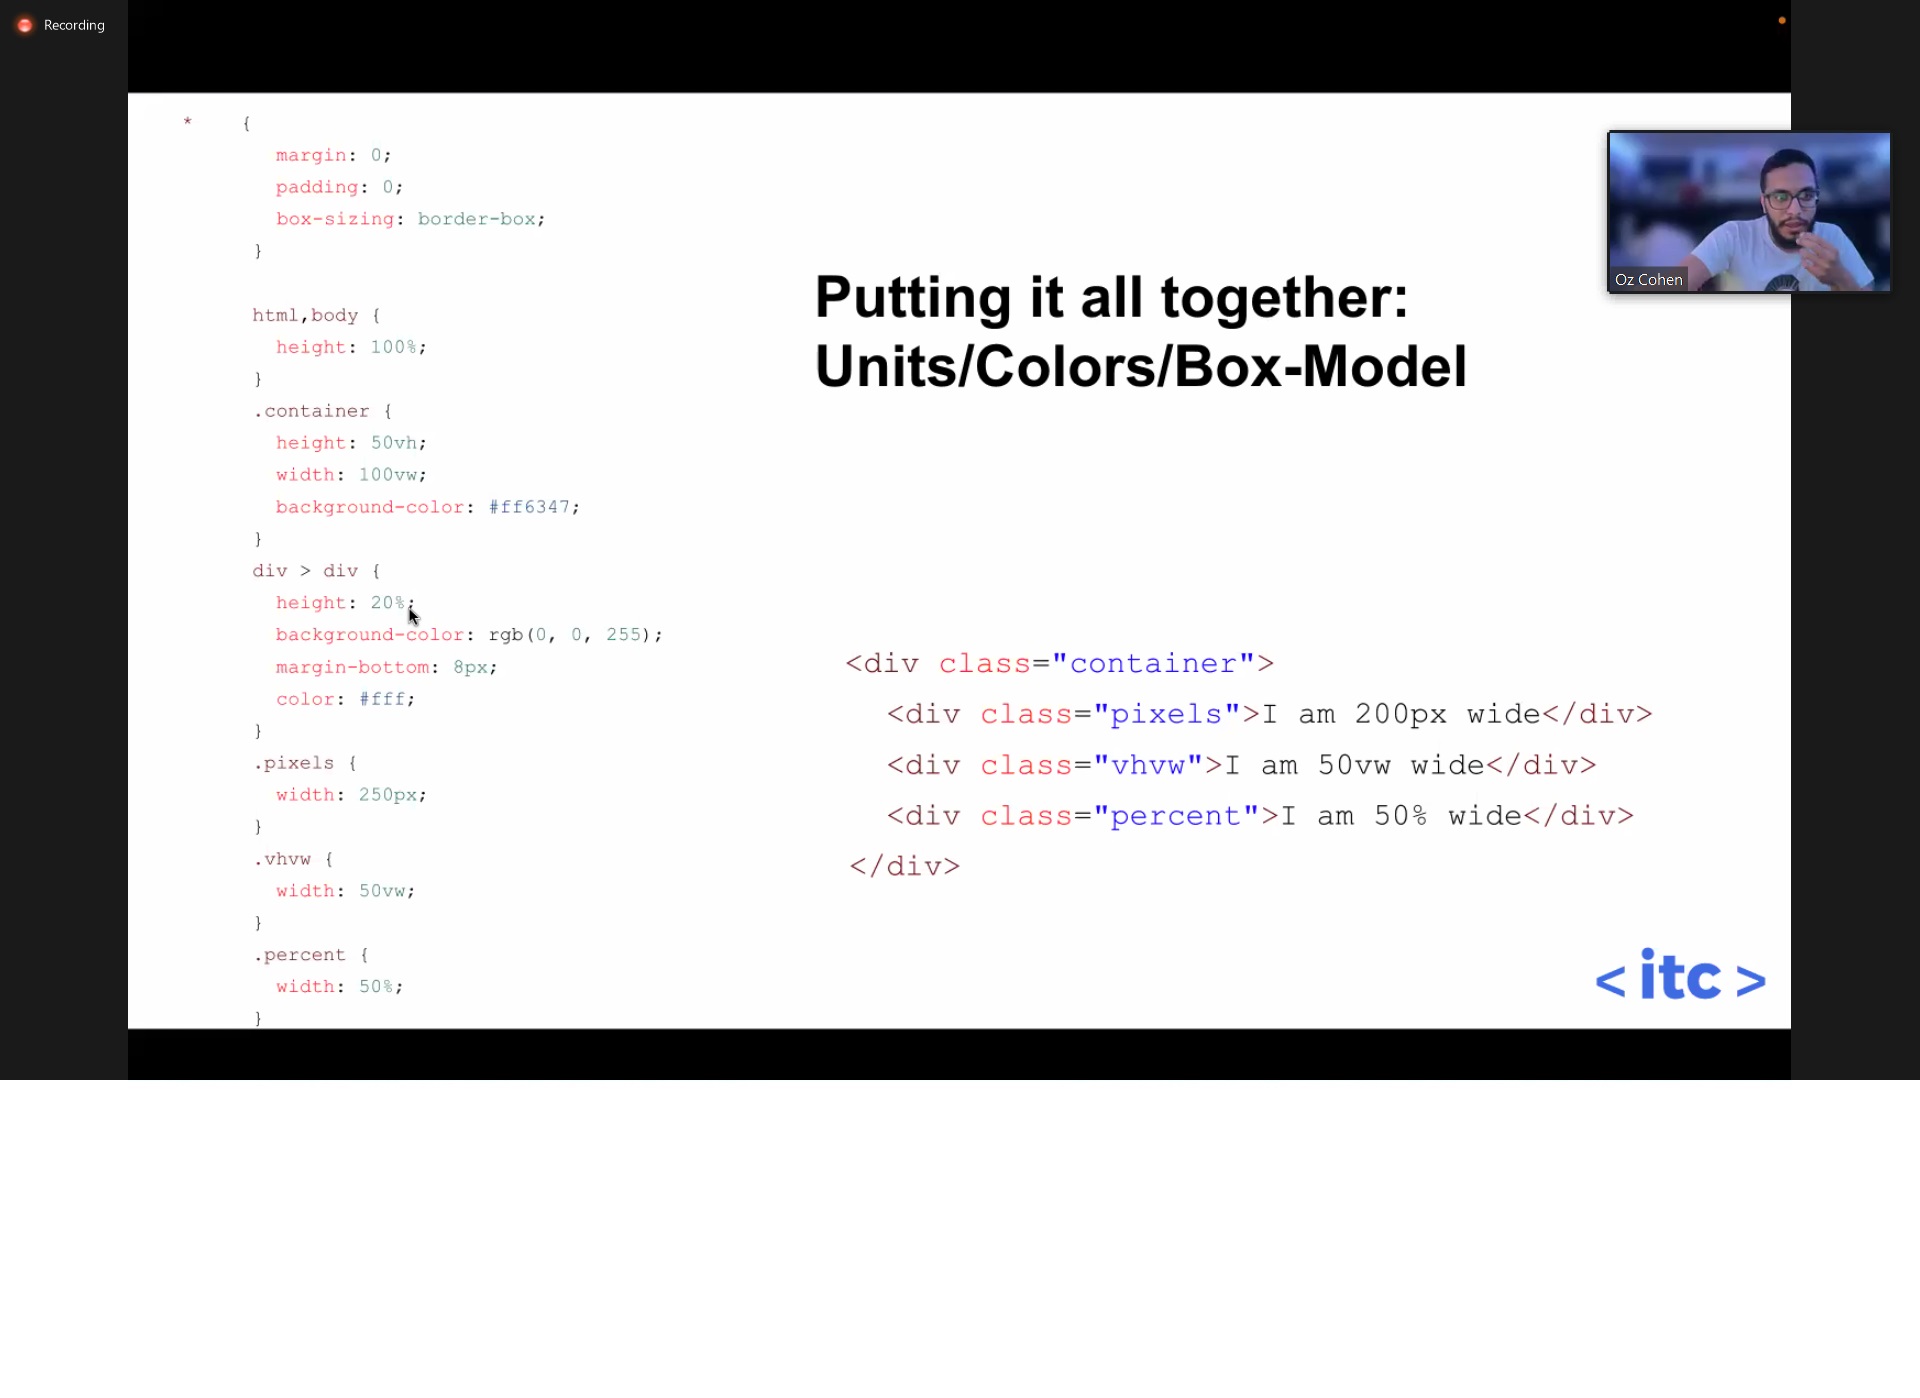 Recording
* {
margin: 0;
padding: 0;
box-sizing: border-box;
}
html,body {
height: 100%;
}
.container {
height: 50vh;
width: 100vw;
background-color: #ff6347;
}
div > div {
height: 20%;
background-color: rgb(0, 0, 255);
margin-bottom: 8px;
color: #fff;
}
.pixels {
width: 250px;
}
.vhvw {
width: 50vw;
}
.percent {
width: 50%;
}
Putting it all together:
Units/Colors/Box-Model
<div class="container">
<div class="pixels">I am 200px wide</div>
<div class="vhvw">I am 50vw wide</div>
<div class="percent">I am 50% wide</div>
</div>
Oz Cohen
< itc >